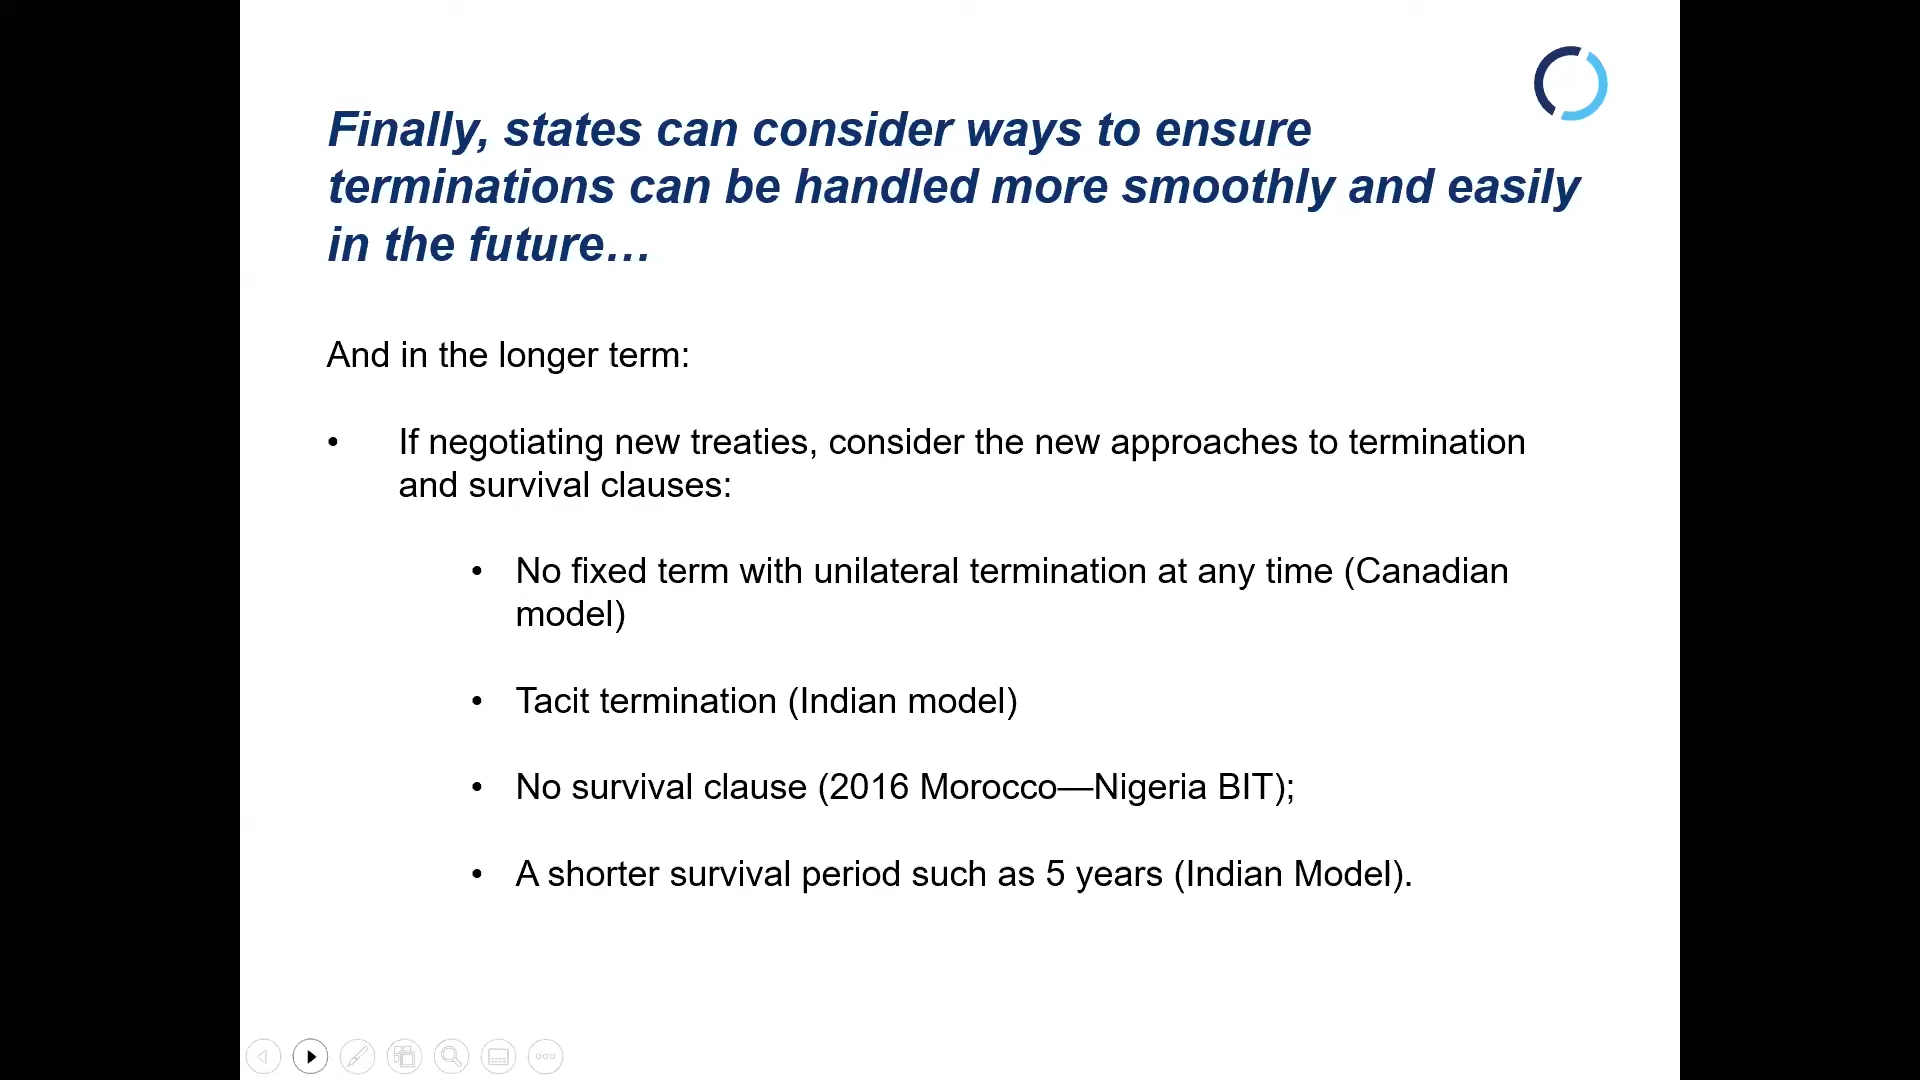 Finally, states can consider ways to ensure
terminations can be handled more smoothly and easily
in the future…
And in the longer term:
• If negotiating new treaties, consider the new approaches to termination
and survival clauses:
• No fixed term with unilateral termination at any time (Canadian
model)
• Tacit termination (Indian model)
• No survival clause (2016 Morocco—Nigeria BIT);
• A shorter survival period such as 5 years (Indian Model).